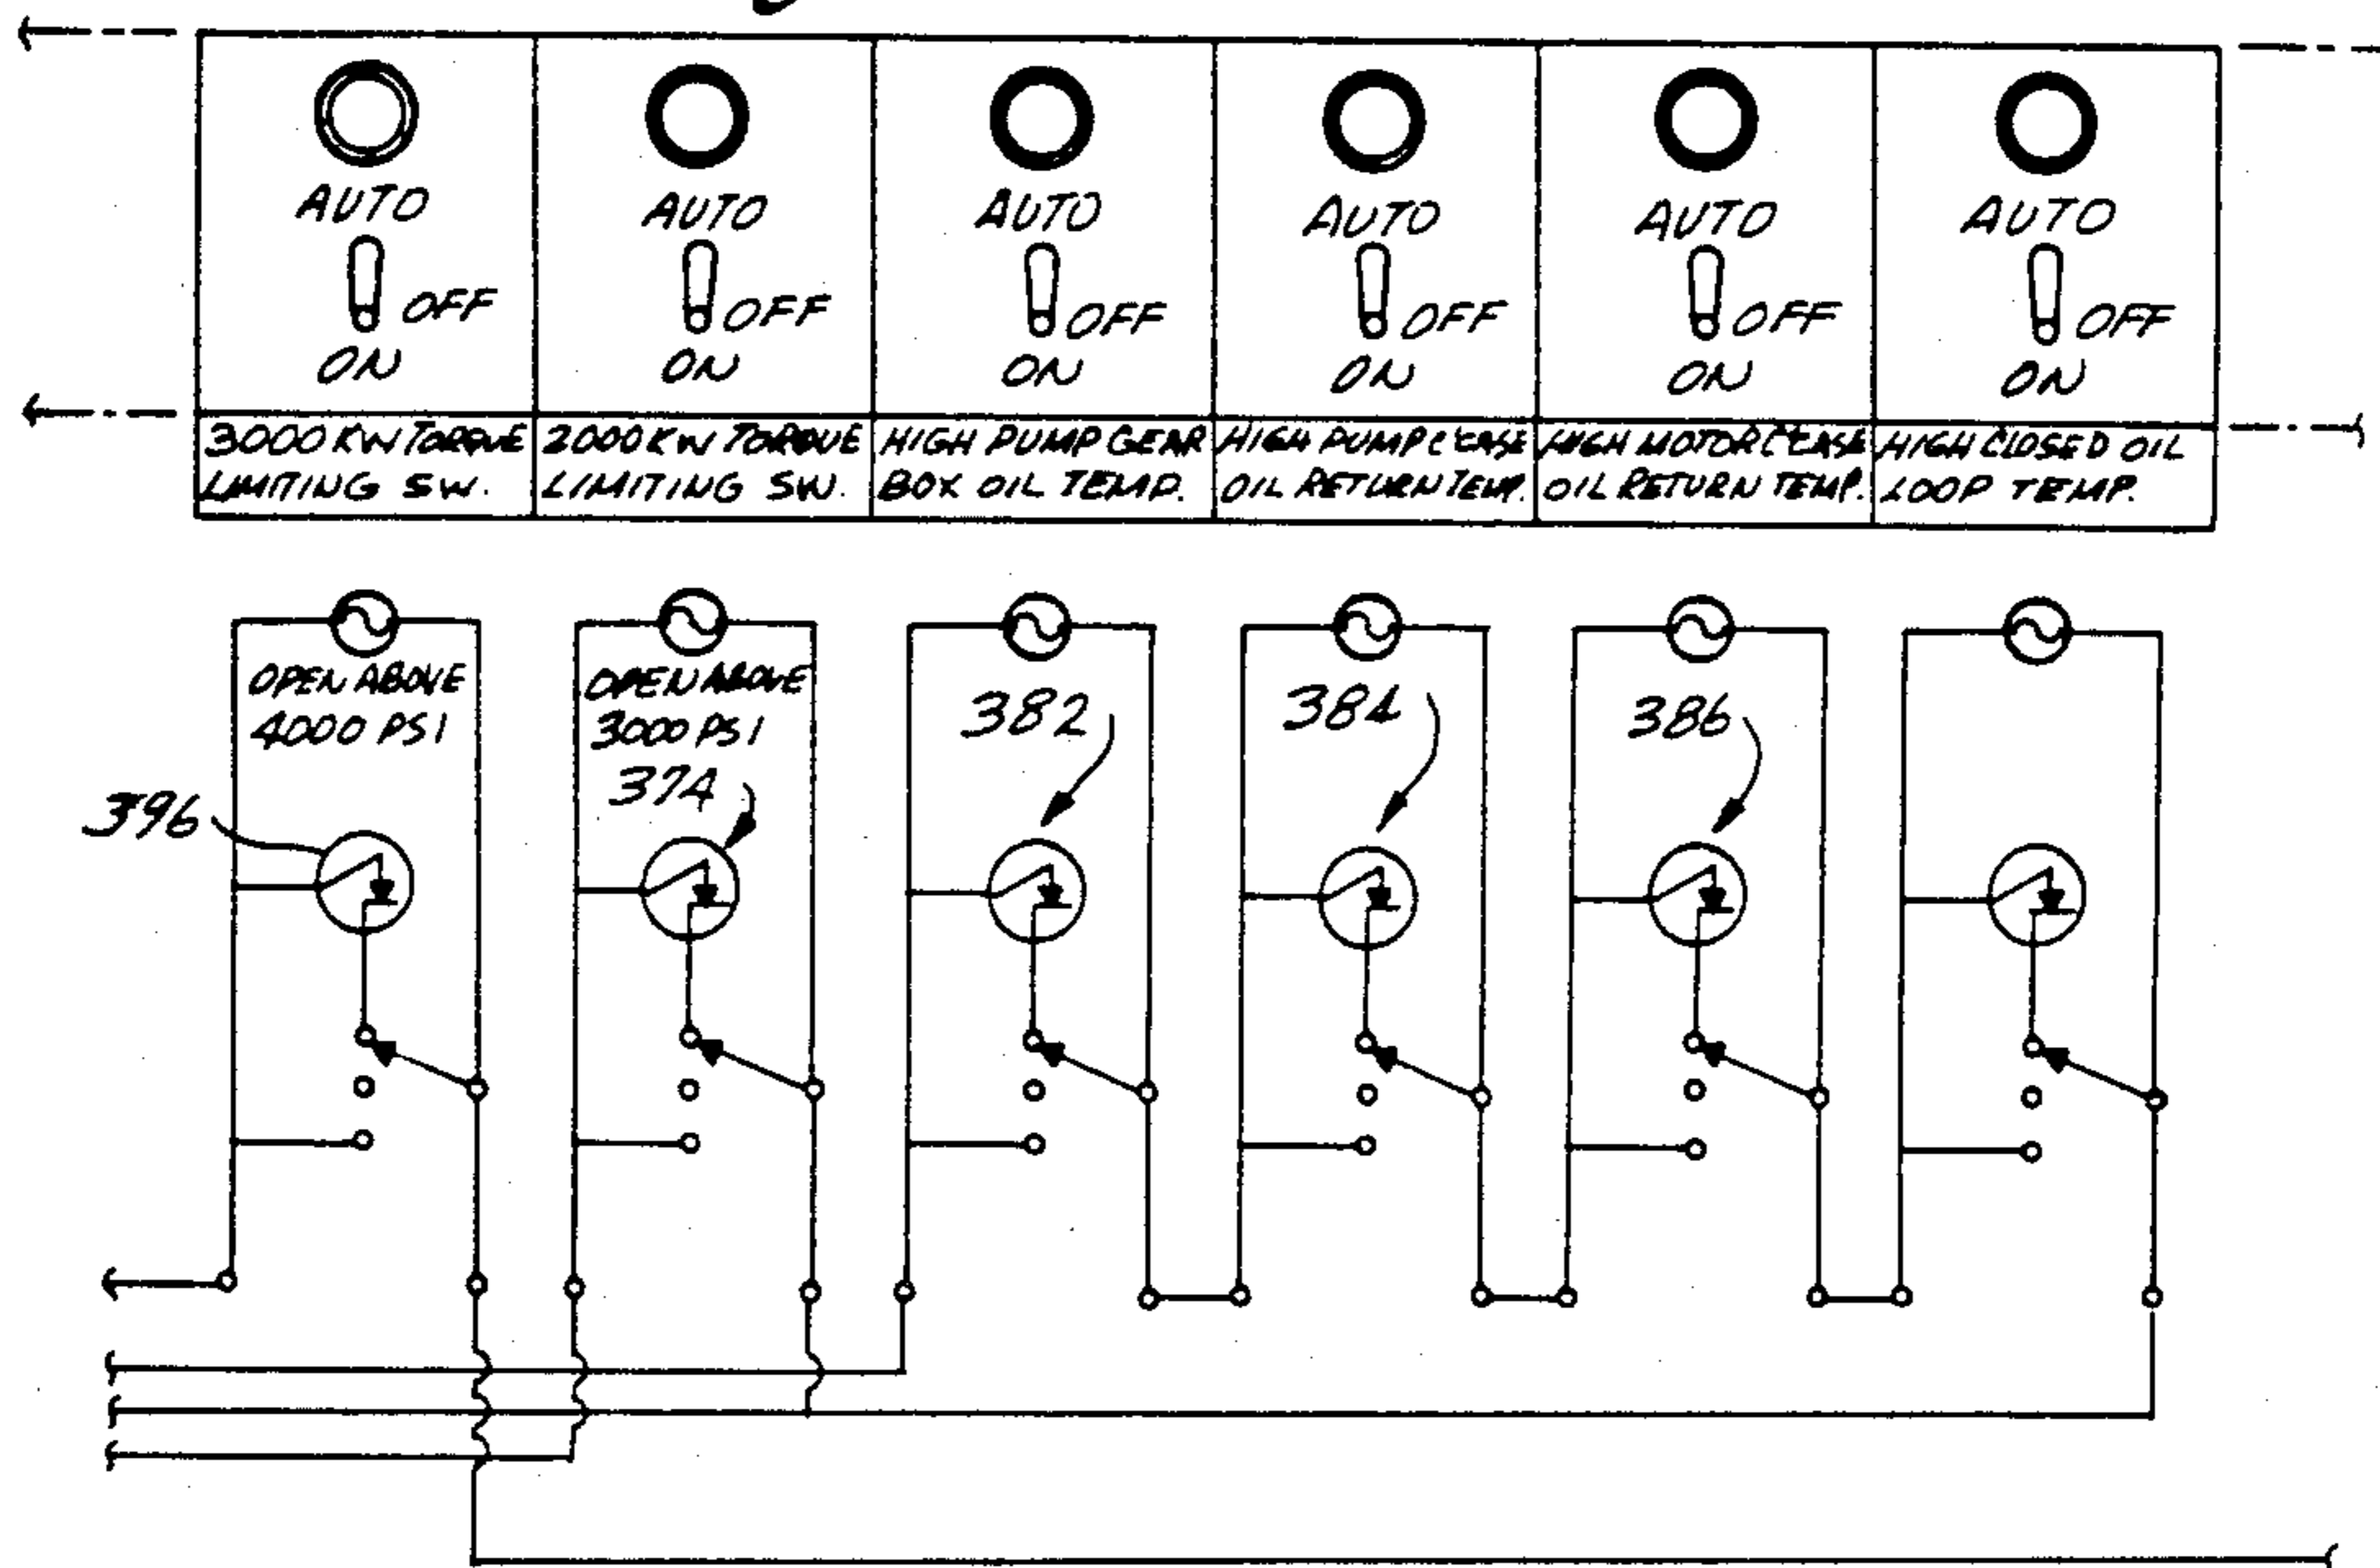 AUTO AUTO AUTO AUTO AUTO AUTO
OFF OFF OFF OFF OFF OFF
ON ON ON ON ON ON
3000 KW TORQUE
LIMITING SW.
2000 KW TORQUE
LIMITING SW.
HIGH PUMP GEAR
BOX OIL TEMP.
HIGH PUMP C'CASE
OIL RETURN TEMP.
HIGH MOTOR C'CASE
OIL RETURN TEMP.
HIGH CLOSED OIL
LOOP TEMP.
OPEN ABOVE
4000 PSI
OPEN ABOVE
3000 PSI
382
384
386
374
396